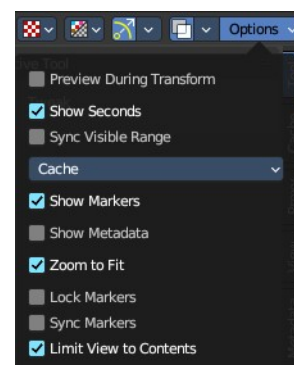 Options
Preview During Transform
Show Seconds
Sync Visible Range
Cache
Show Markers
Show Metadata
Zoom to Fit
Lock Markers
Sync Markers
Limit View to Contents